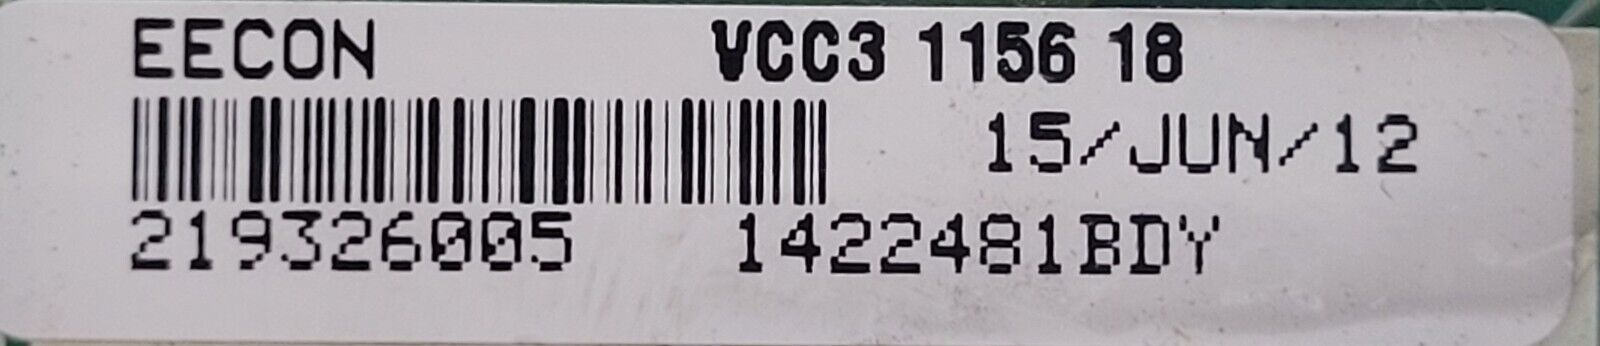 EECON VCC3 1156 18
15/JUN/12
219326005 1422481BDY